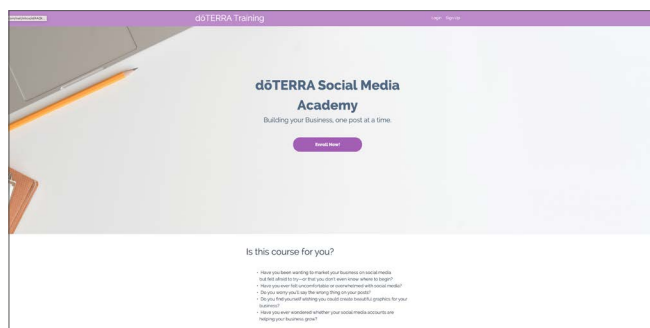 dōTERRA Training
Login Sign Up
dōTERRA Social Media
Academy
Building your Business, one post at a time.
Enroll Now!
Is this course for you?
• Have you been wanting to market your business on social media
but felt afraid to try—or that you don't even know where to begin?
• Have you ever felt uncomfortable or overwhelmed with social media?
• Do you worry you'll say the wrong thing on your posts?
• Do you find yourself wishing you could create beautiful graphics for your
business?
• Have you ever wondered whether your social media accounts are
helping your business grow?